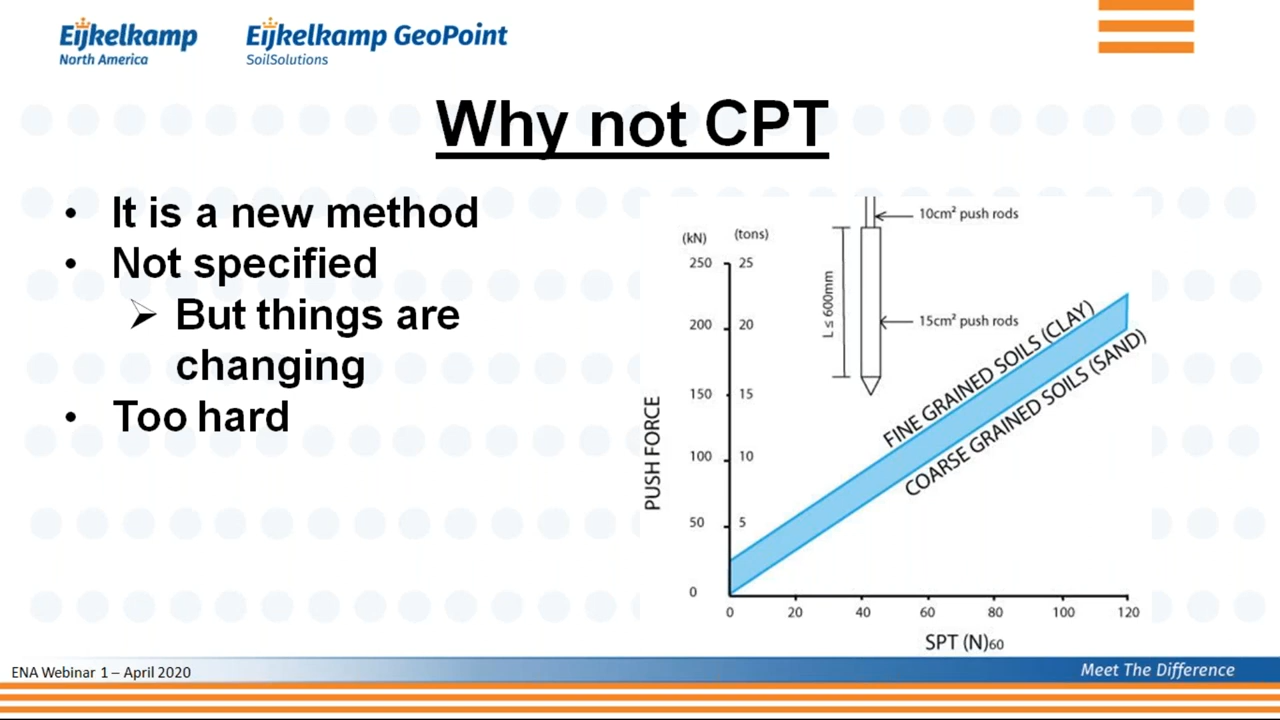 Eijkelkamp
North America
Eijkelkamp GeoPoint
SoilSolutions
Why not CPT
• It is a new method
• Not specified
➢ But things are
changing
• Too hard
10cm² push rods
(kN) (tons)
250 25
L ≤ 600mm
200 20
15cm² push rods
FINE GRAINED SOILS (CLAY)
COARSE GRAINED SOILS (SAND)
150 15
PUSH FORCE
100 10
50 5
0
0 20 40 60 80 100 120
SPT (N)60
ENA Webinar 1 – April 2020
Meet The Difference